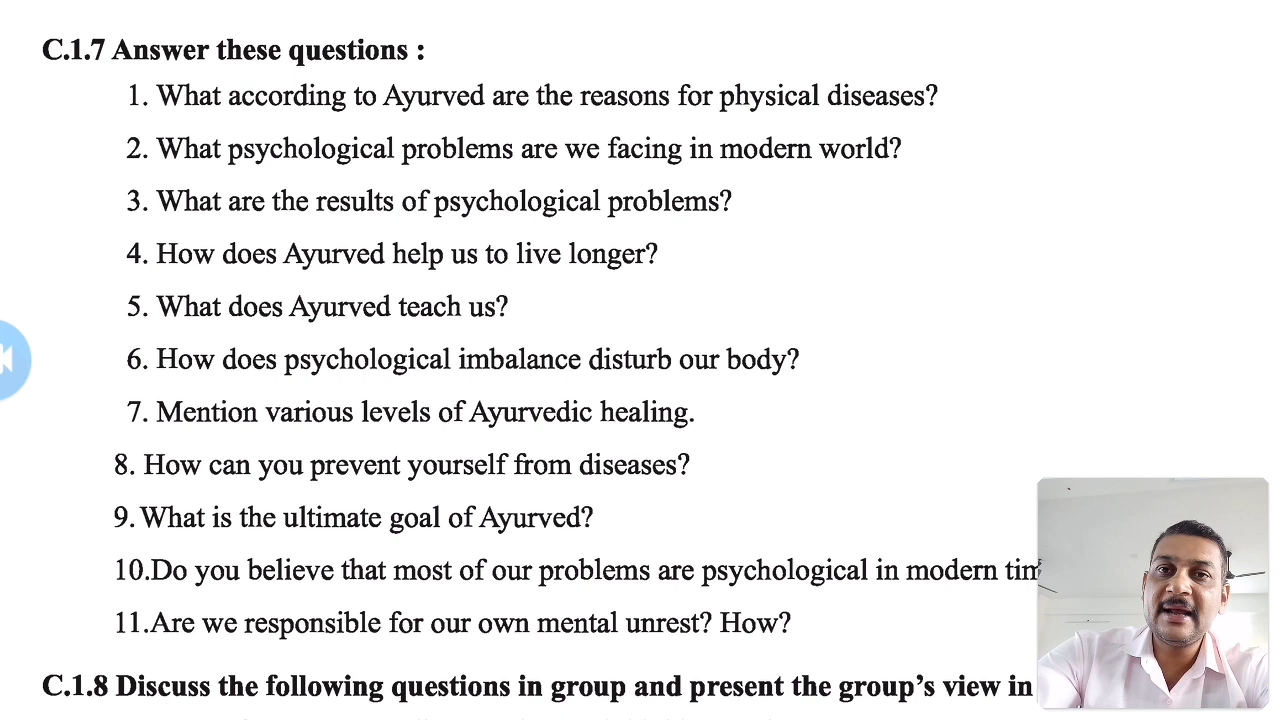 C.1.7 Answer these questions :
1. What according to Ayurved are the reasons for physical diseases?
2. What psychological problems are we facing in modern world?
3. What are the results of psychological problems?
4. How does Ayurved help us to live longer?
5. What does Ayurved teach us?
6. How does psychological imbalance disturb our body?
7. Mention various levels of Ayurvedic healing.
8. How can you prevent yourself from diseases?
9. What is the ultimate goal of Ayurved?
10.Do you believe that most of our problems are psychological in modern
11.Are we responsible for our own mental unrest? How?
C.1.8 Discuss the following questions in group and present the group's view in